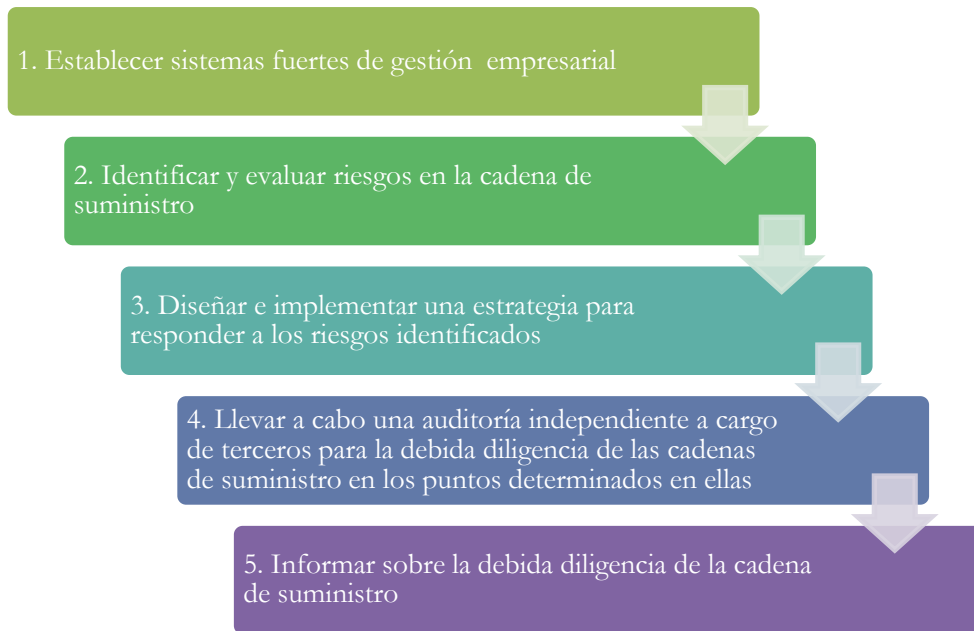 1. Establecer sistemas fuertes de gestión empresarial
2. Identificar y evaluar riesgos en la cadena de
suministro
3. Diseñar e implementar una estrategia para
responder a los riesgos identificados
4. Llevar a cabo una auditoría independiente a cargo
de terceros para la debida diligencia de las cadenas
de suministro en los puntos determinados en ellas
5. Informar sobre la debida diligencia de la cadena
de suministro